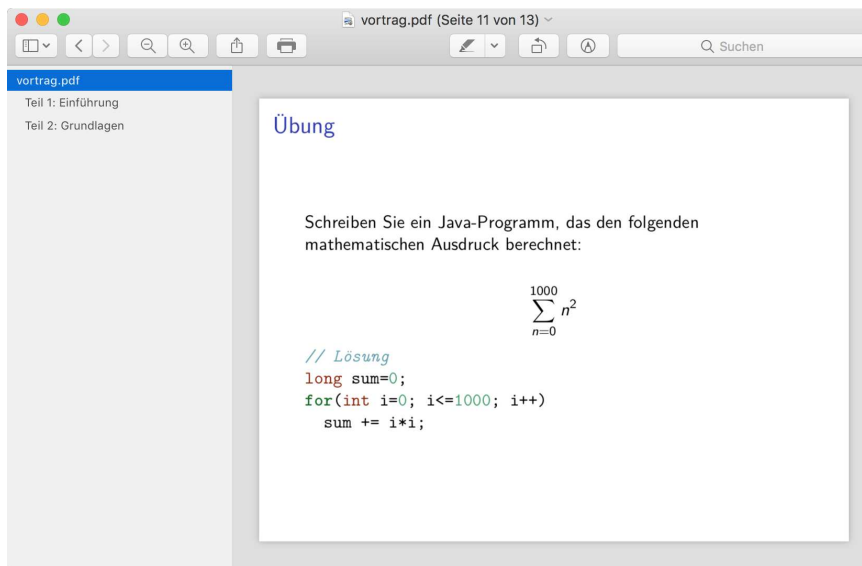 vortrag.pdf (Seite 11 von 13)
Suchen
vortrag.pdf
Teil 1: Einführung
Teil 2: Grundlagen
Übung
Schreiben Sie ein Java-Programm, das den folgenden
mathematischen Ausdruck berechnet:
1000
∑ n²
n=0
// Lösung
long sum=0;
for(int i=0; i<=1000; i++)
sum += i*i;